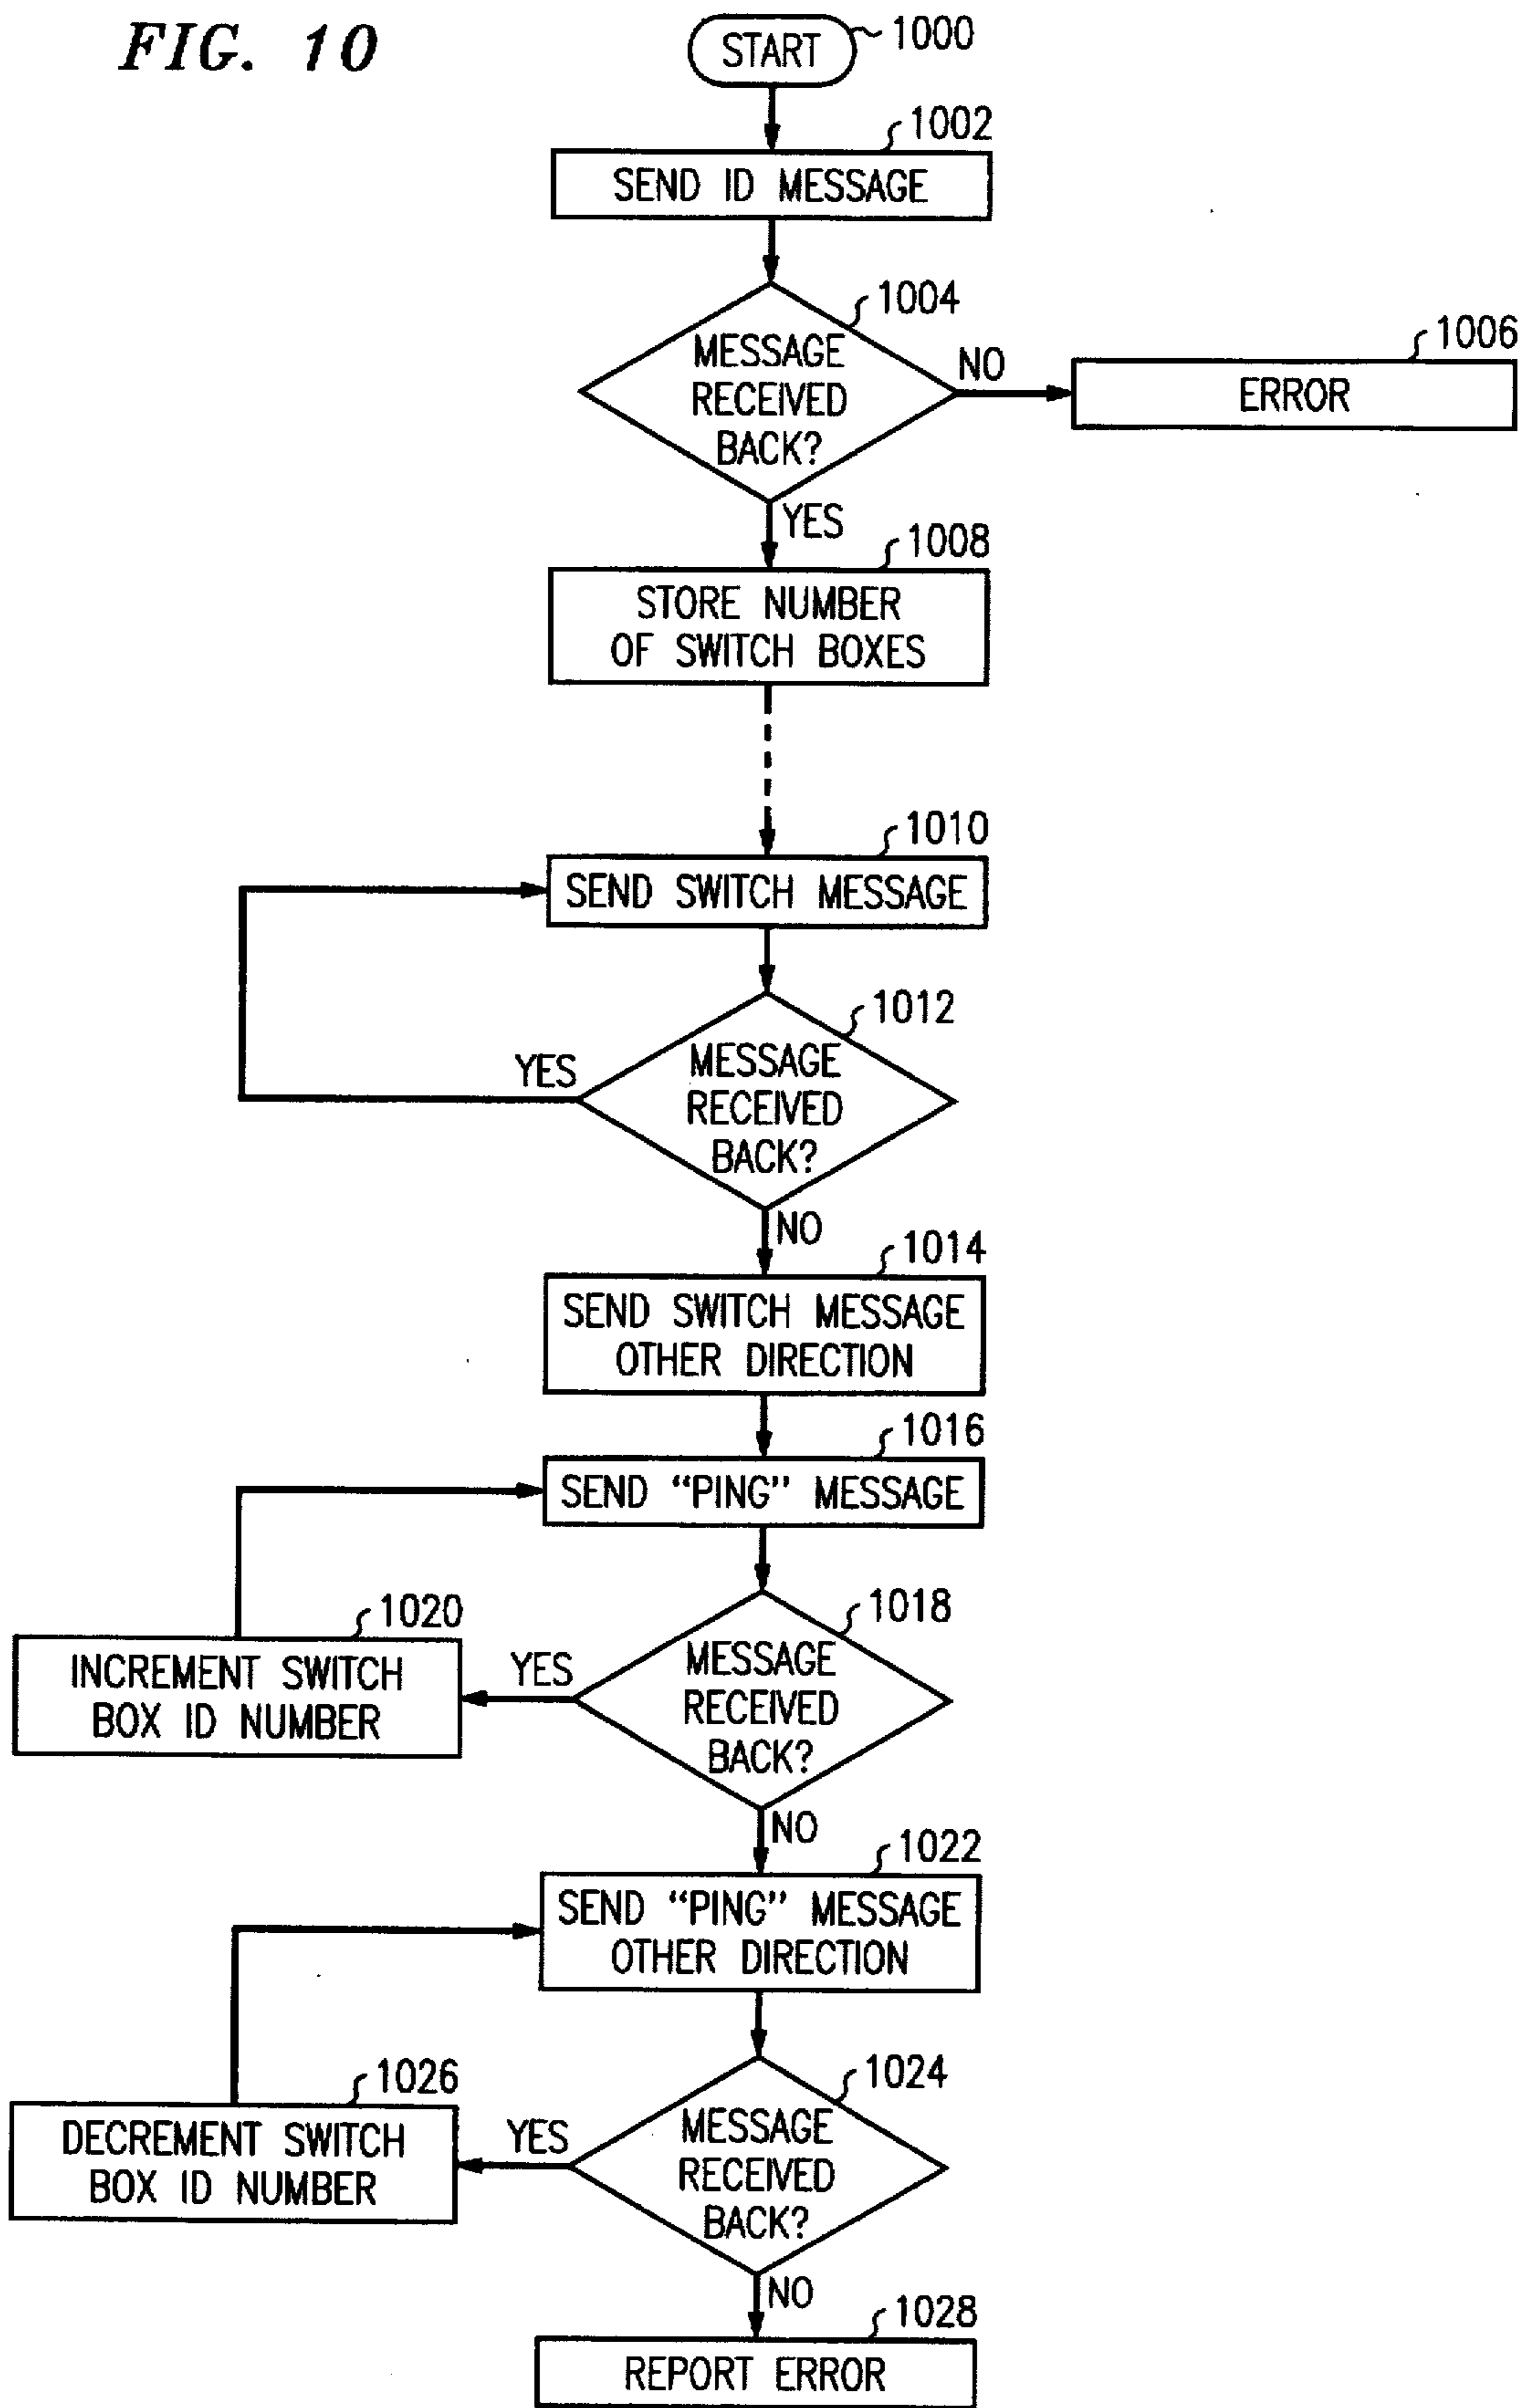 FIG. 10
START
1000
1002
SEND ID MESSAGE
1004
MESSAGE
RECEIVED
BACK?
NO
1006
ERROR
YES
1008
STORE NUMBER
OF SWITCH BOXES
1010
SEND SWITCH MESSAGE
1012
YES
MESSAGE
RECEIVED
BACK?
NO
1014
SEND SWITCH MESSAGE
OTHER DIRECTION
1016
SEND “PING” MESSAGE
1018
1020
INCREMENT SWITCH
BOX ID NUMBER
YES
MESSAGE
RECEIVED
BACK?
NO
1022
SEND “PING” MESSAGE
OTHER DIRECTION
1024
1026
DECREMENT SWITCH
BOX ID NUMBER
YES
MESSAGE
RECEIVED
BACK?
NO
1028
REPORT ERROR